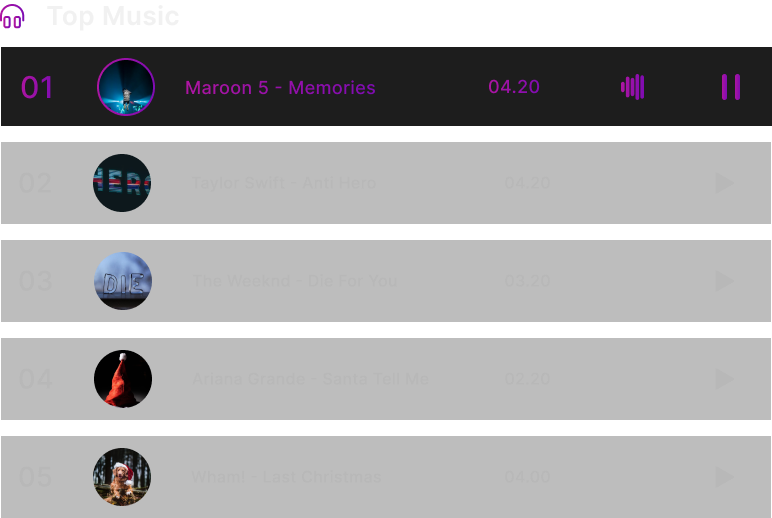 Top Music
01 Maroon 5 - Memories 04.20
02 HERO Taylor Swift - Anti Hero 04.20
03 DIE The Weeknd - Die For You 03.20
04 Ariana Grande - Santa Tell Me 02.20
05 Wham! - Last Christmas 04.00